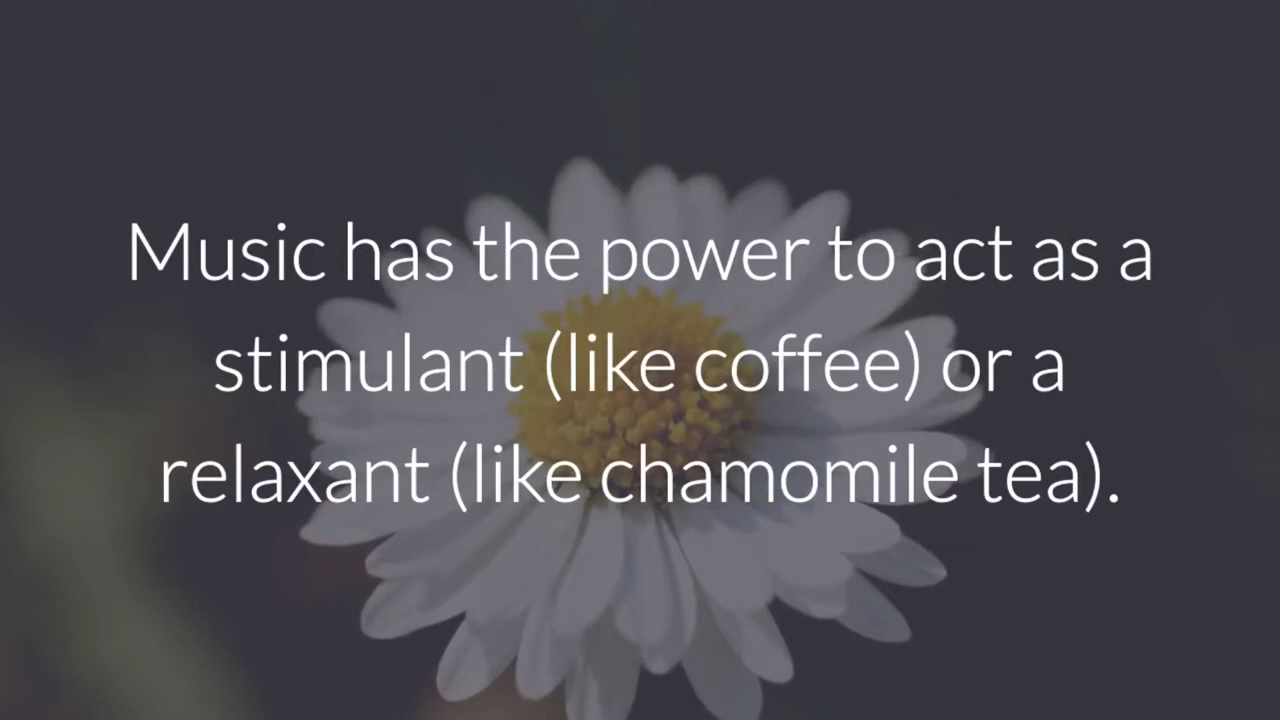 Music has the power to act as a
stimulant (like coffee) or a
relaxant (like chamomile tea).